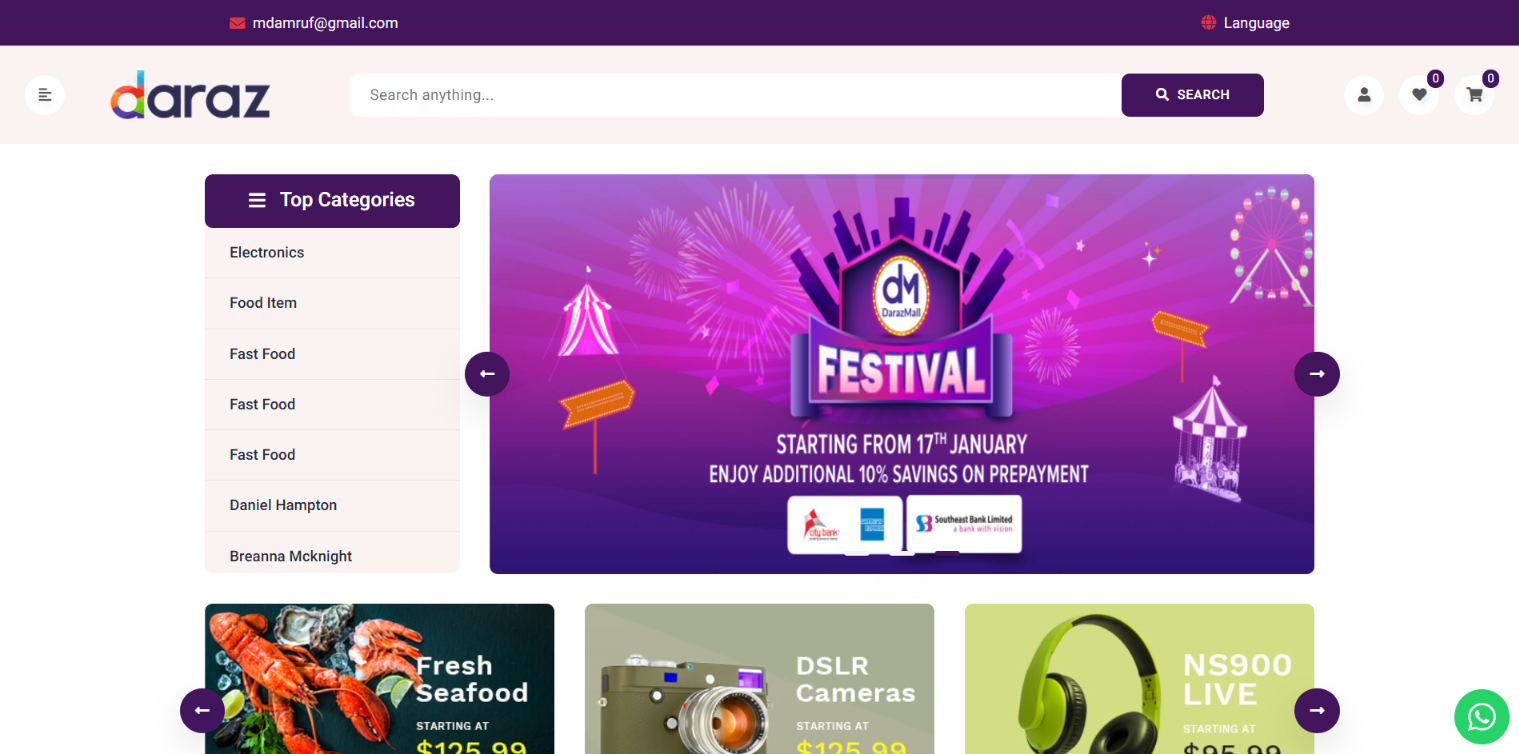 mdamruf@gmail.com
Language
daraz
Search anything...
SEARCH
0
0
Top Categories
Electronics
Food Item
Fast Food
Fast Food
Fast Food
Daniel Hampton
Breanna Mcknight
dM
DarazMall
FESTIVAL
STARTING FROM 17TH JANUARY
ENJOY ADDITIONAL 10% SAVINGS ON PREPAYMENT
city bank
Southeast Bank Limited
a bank with vision
Fresh
Seafood
STARTING AT
$125.99
DSLR
Cameras
STARTING AT
$125.99
NS900
LIVE
STARTING AT
$95.99